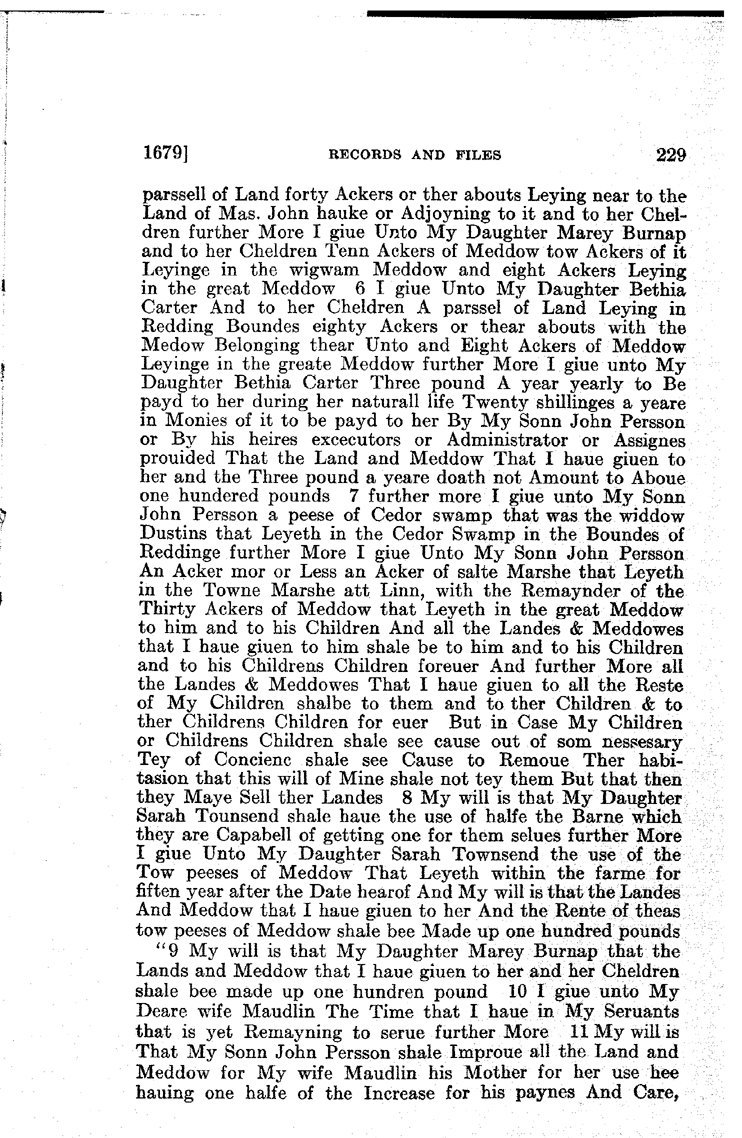 1679] RECORDS AND FILES 229
parssell of Land forty Ackers or ther abouts Leying near to the
Land of Mas. John hauke or Adjoyning to it and to her Chel-
dren further More I giue Unto My Daughter Marey Burnap
and to her Cheldren Tenn Ackers of Meddow tow Ackers of it
Leyinge in the wigwam Meddow and eight Ackers Leying
in the great Meddow 6 I giue Unto My Daughter Bethia
Carter And to her Cheldren A parssel of Land Leying in
Redding Boundes eighty Ackers or thear abouts with the
Medow Belonging thear Unto and Eight Ackers of Meddow
Leyinge in the greate Meddow further More I giue unto My
Daughter Bethia Carter Three pound A year yearly to Be
payd to her during her naturall life Twenty shillinges a yeare
in Monies of it to be payd to her By My Sonn John Persson
or By his heires excecutors or Administrator or Assignes
prouided That the Land and Meddow That I haue giuen to
her and the Three pound a yeare doath not Amount to Aboue
one hundered pounds 7 further more I giue unto My Sonn
John Persson a peese of Cedor swamp that was the widdow
Dustins that Leyeth in the Cedor Swamp in the Boundes of
Reddinge further More I giue Unto My Sonn John Persson
An Acker mor or Less an Acker of salte Marshe that Leyeth
in the Towne Marshe att Linn, with the Remaynder of the
Thirty Ackers of Meddow that Leyeth in the great Meddow
to him and to his Children And all the Landes & Meddowes
that I haue giuen to him shale be to him and to his Children
and to his Childrens Children foreuer And further More all
the Landes & Meddowes That I haue giuen to all the Reste
of My Children shalbe to them and to ther Children & to
ther Childrens Children for euer But in Case My Children
or Childrens Children shale see cause out of som nessesary
Tey of Concienc shale see Cause to Remoue Ther habi-
tasion that this will of Mine shale not tey them But that then
they Maye Sell ther Landes 8 My will is that My Daughter
Sarah Tounsend shale haue the use of halfe the Barne which
they are Capabell of getting one for them selues further More
I giue Unto My Daughter Sarah Townsend the use of the
Tow peeses of Meddow That Leyeth within the farme for
fiften year after the Date hearof And My will is that the Landes
And Meddow that I haue giuen to her And the Rente of theas
tow peeses of Meddow shale bee Made up one hundred pounds
"9 My will is that My Daughter Marey Burnap that the
Lands and Meddow that I haue giuen to her and her Cheldren
shale bee made up one hundren pound 10 I giue unto My
Deare wife Maudlin The Time that I haue in My Seruants
that is yet Remayning to serue further More 11 My will is
That My Sonn John Persson shale Improue all the Land and
Meddow for My wife Maudlin his Mother for her use hee
hauing one halfe of the Increase for his paynes And Care,